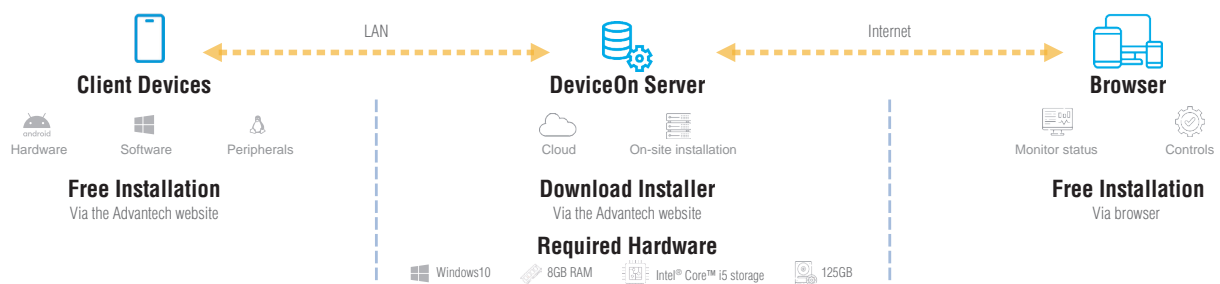 LAN
Internet
Client Devices
DeviceOn Server
Browser
android
Hardware
Software
Peripherals
Cloud
On-site installation
Monitor status
Controls
Free Installation
Via the Advantech website
Download Installer
Via the Advantech website
Free Installation
Via browser
Required Hardware
Windows10
8GB RAM
Intel® Core™ i5 storage
125GB